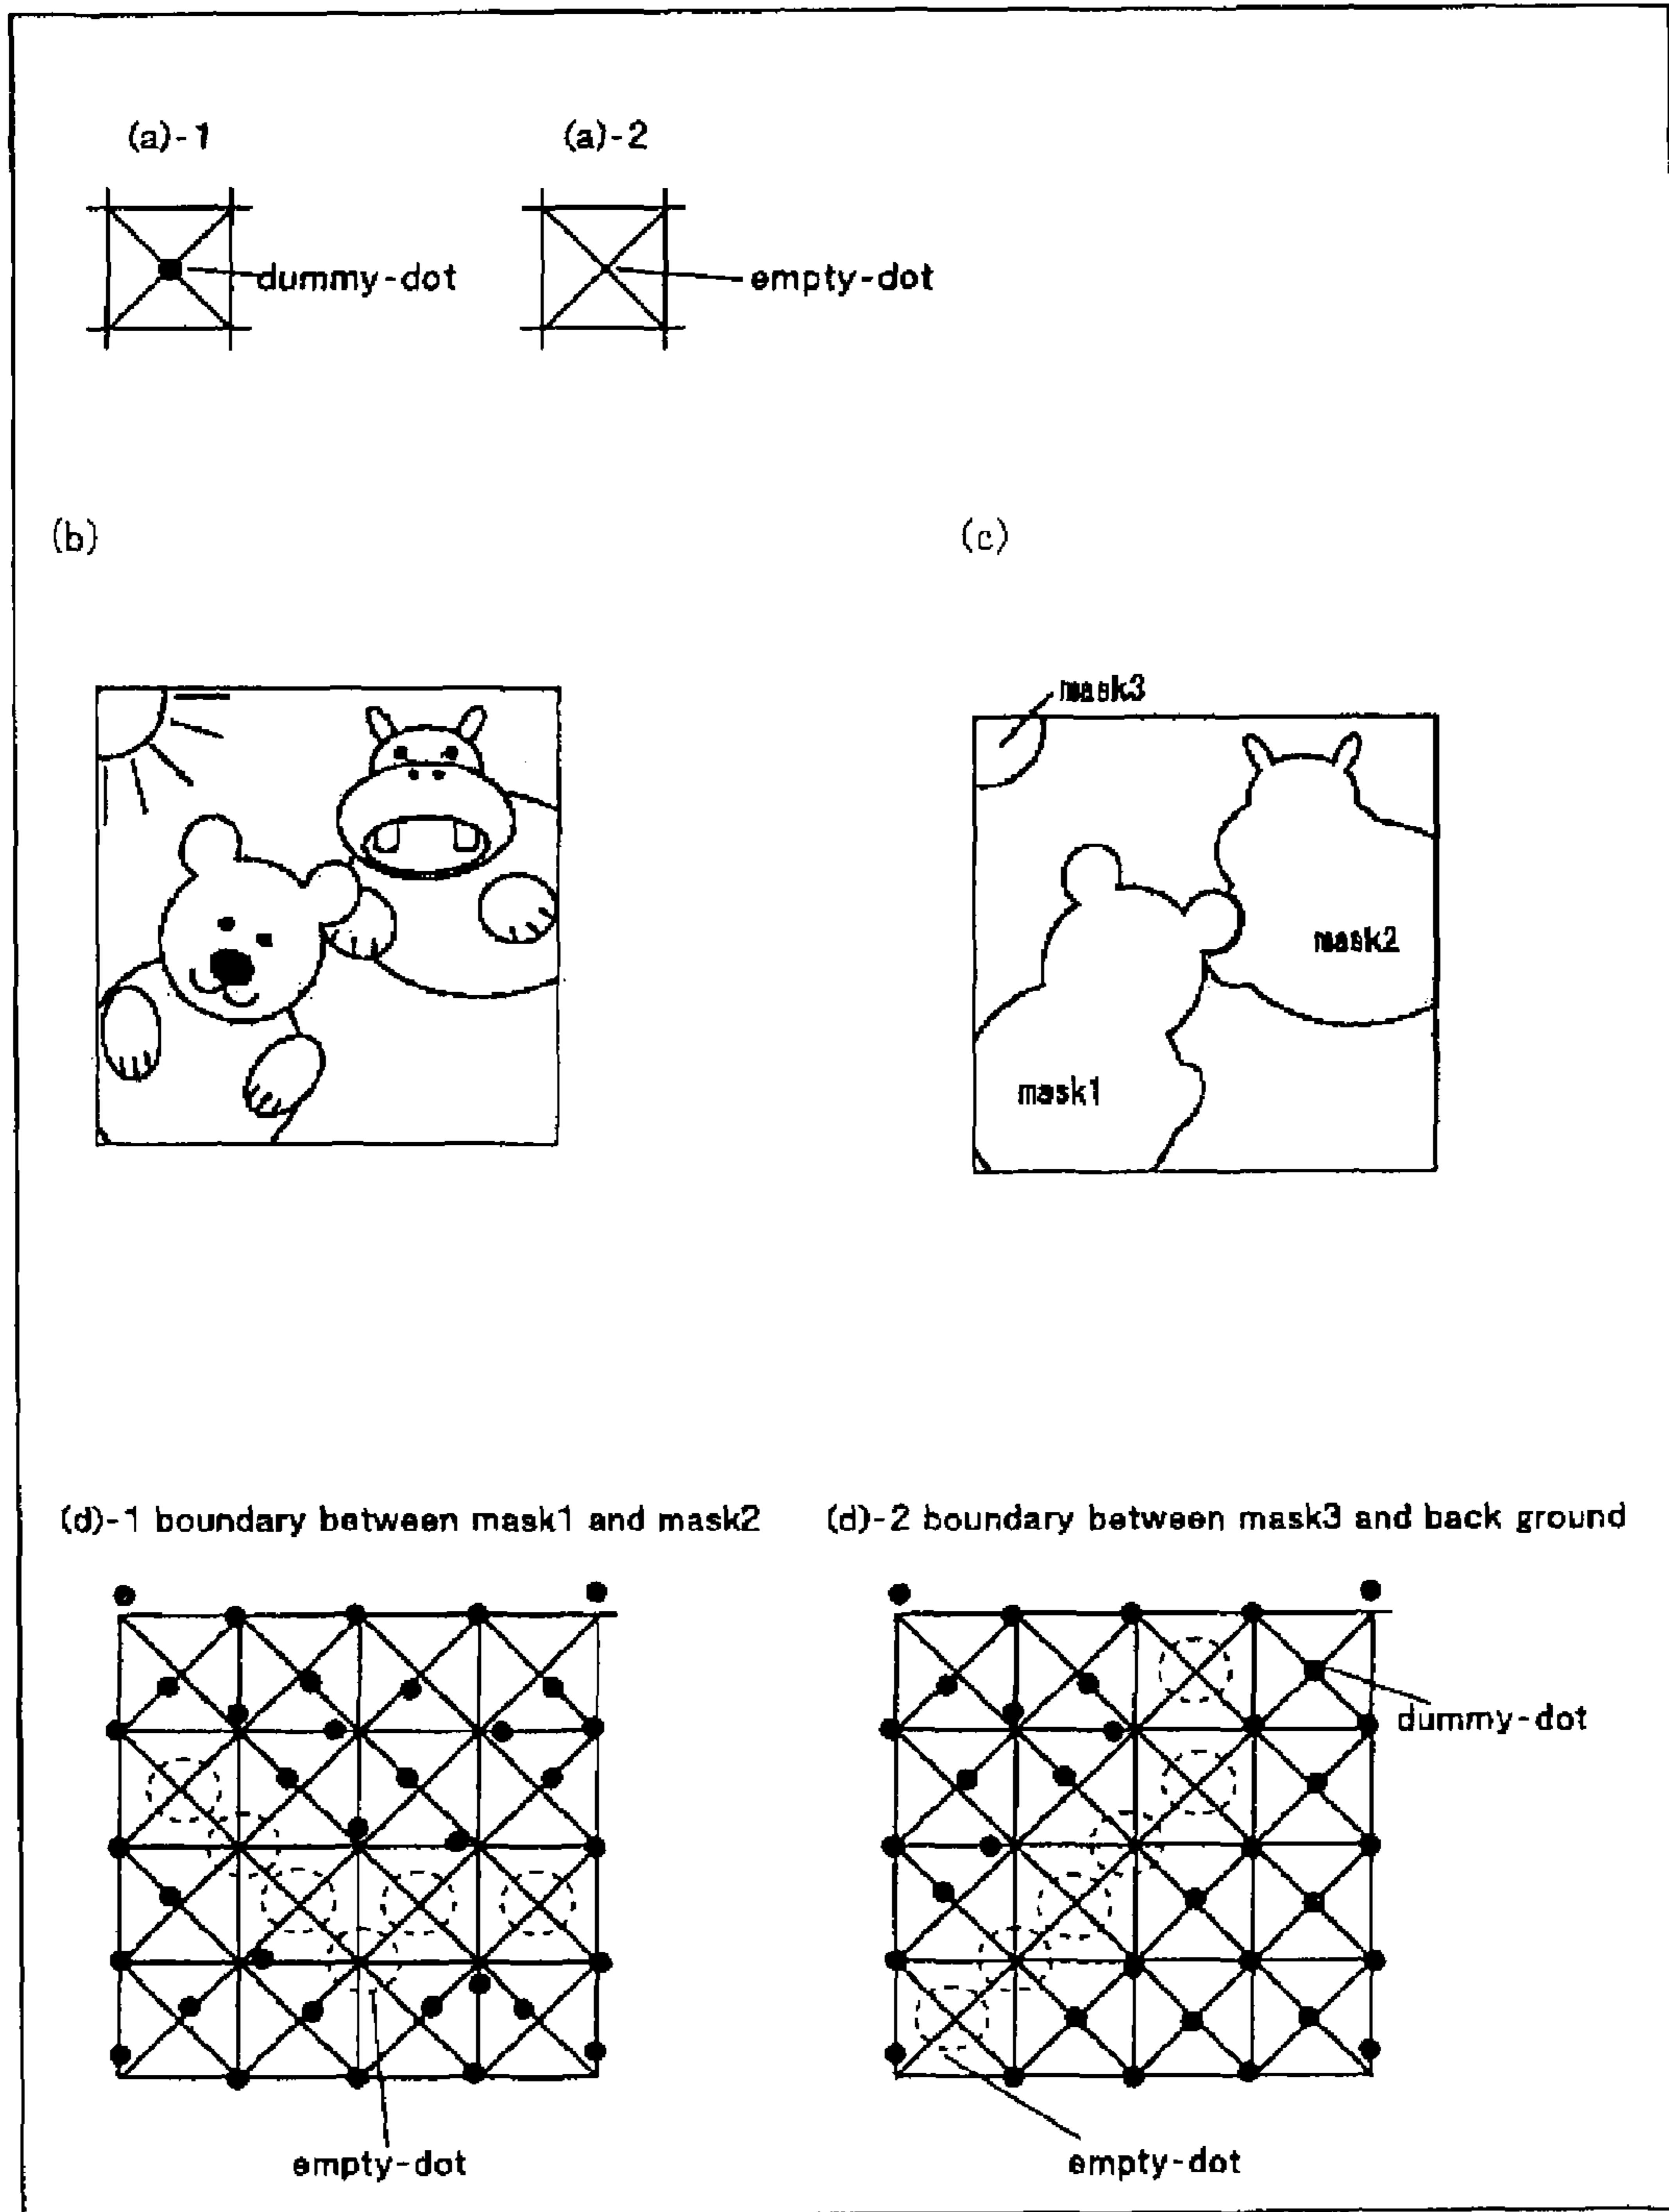 (a)-1
(a)-2
dummy-dot
empty-dot
(b)
(c)
mask3
mask2
mask1
(d)-1 boundary between mask1 and mask2
(d)-2 boundary between mask3 and back ground
dummy-dot
empty-dot
empty-dot